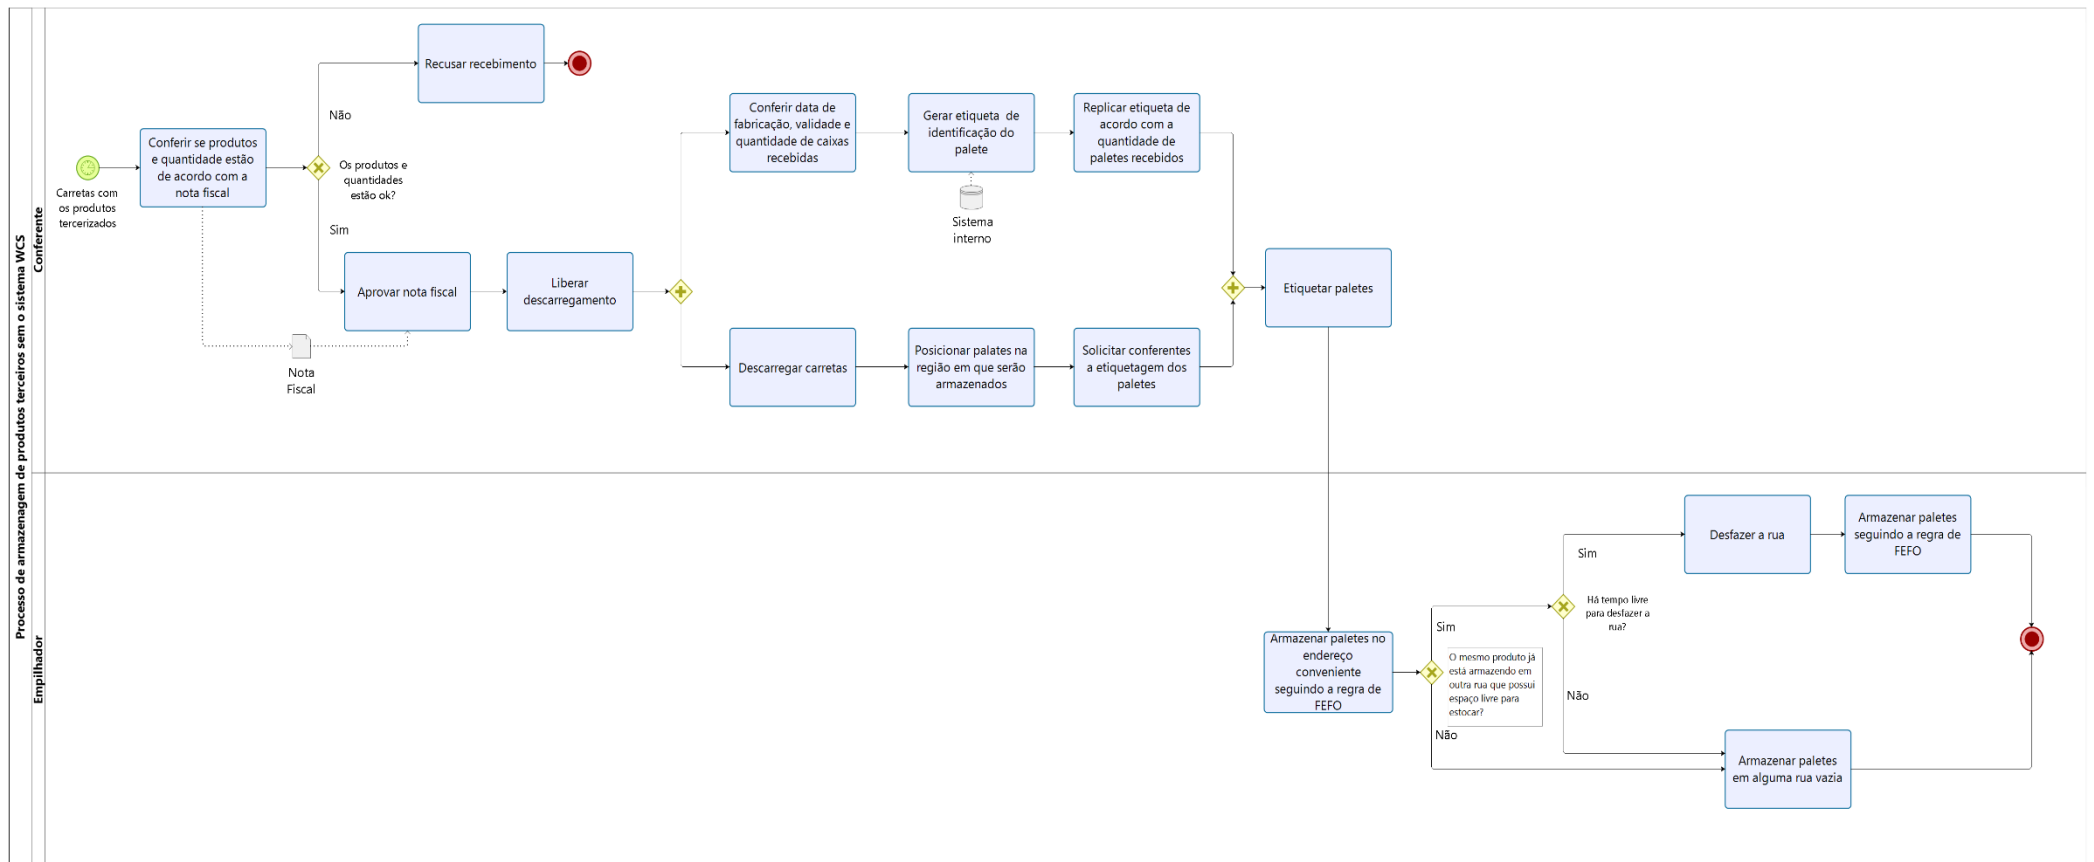 Processo de armazenagem de produtos terceiros sem o sistema WCS
Conferente
Carretas com
os produtos
tercerizados
Conferir se produtos
e quantidade estão
de acordo com a
nota fiscal
Os produtos e
quantidades
estão ok?
Não
Recusar recebimento
Sim
Aprovar nota fiscal
Nota
Fiscal
Liberar
descarregamento
Conferir data de
fabricação, validade e
quantidade de caixas
recebidas
Gerar etiqueta de
identificação do
palete
Sistema
interno
Replicar etiqueta de
acordo com a
quantidade de
paletes recebidos
Descarregar carretas
Posicionar palates na
região em que serão
armazenados
Solicitar conferentes
a etiquetagem dos
paletes
Etiquetar paletes
Empilhador
Armazenar paletes no
endereço
conveniente
seguindo a regra de
FEFO
Sim
O mesmo produto já
está armazendo em
outra rua que possui
espaço livre para
estocar?
Não
Sim
Há tempo livre
para desfazer a
rua?
Não
Desfazer a rua
Armazenar paletes
seguindo a regra de
FEFO
Armazenar paletes
em alguma rua vazia